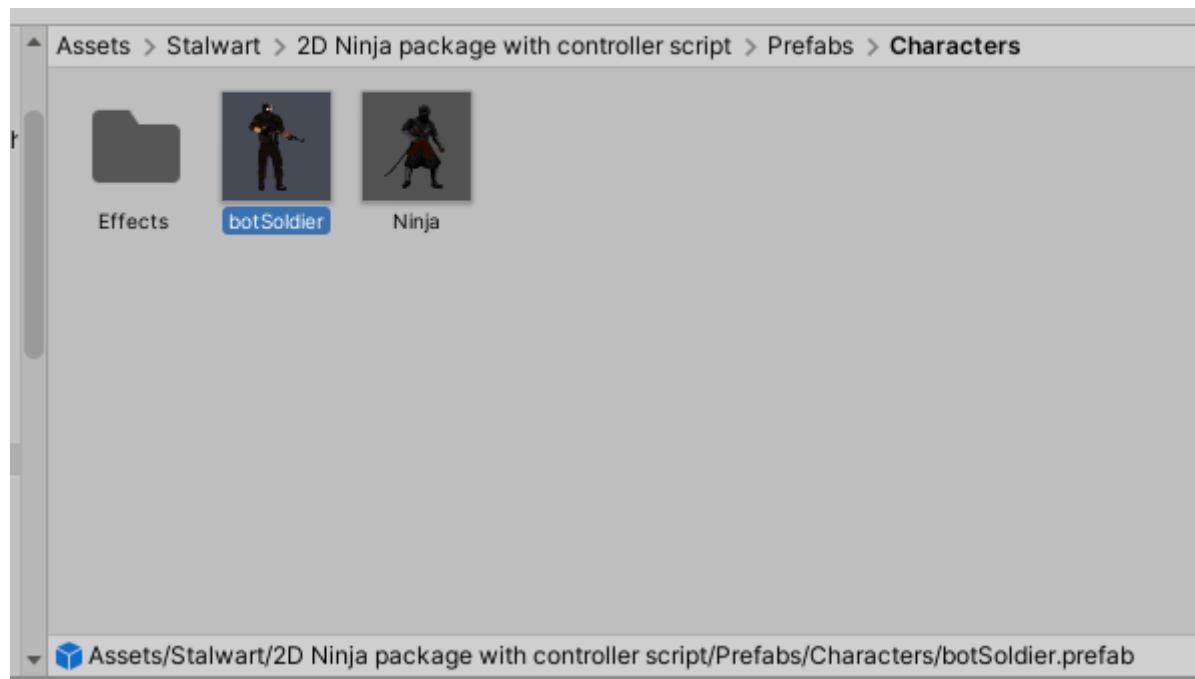 Assets > Stalwart > 2D Ninja package with controller script > Prefabs > Characters
Effects
botSoldier
Ninja
Assets/Stalwart/2D Ninja package with controller script/Prefabs/Characters/botSoldier.prefab